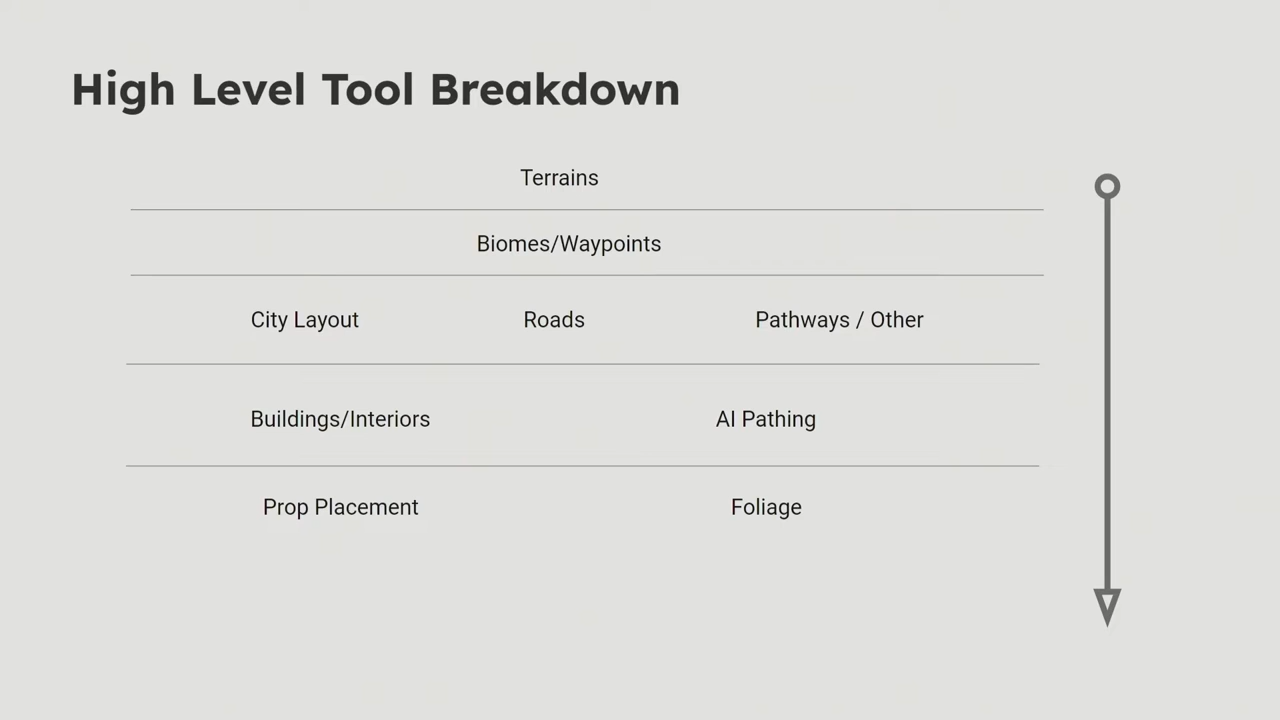 High Level Tool Breakdown
Terrains
Biomes/Waypoints
City Layout
Roads
Pathways / Other
Buildings/Interiors
AI Pathing
Prop Placement
Foliage